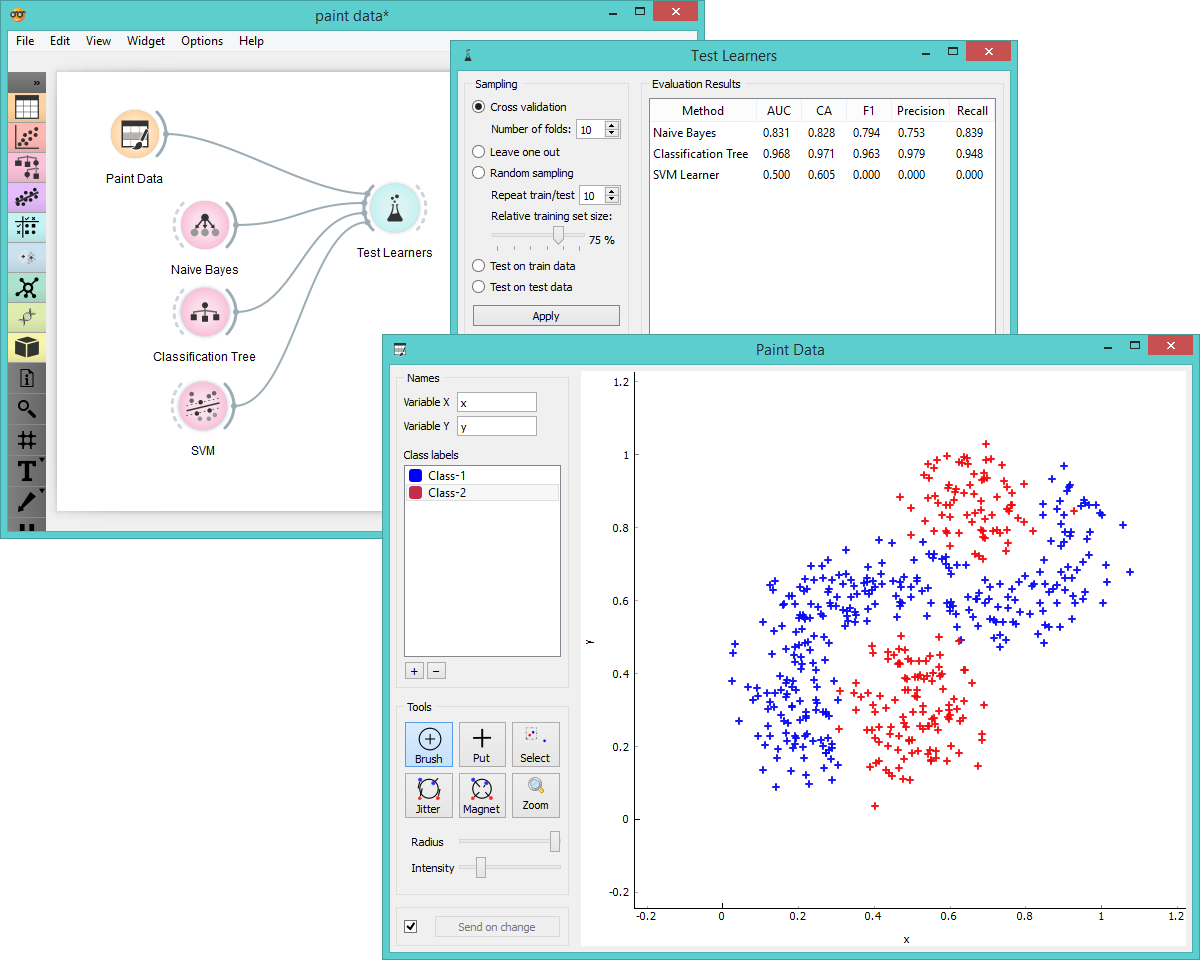 paint data*
File Edit View Widget Options Help
»
Paint Data
Naive Bayes
Classification Tree
SVM
Test Learners
T
Test Learners
Sampling
Cross validation
Number of folds: 10
Leave one out
Random sampling
Repeat train/test 10
Relative training set size:
75 %
Test on train data
Test on test data
Apply
Evaluation Results
Method AUC CA F1 Precision Recall
Naive Bayes 0.831 0.828 0.794 0.753 0.839
Classification Tree 0.968 0.971 0.963 0.979 0.948
SVM Learner 0.500 0.605 0.000 0.000 0.000
Paint Data
Names
Variable X x
Variable Y y
Class labels
Class-1
Class-2
+ −
Tools
Brush Put Select
Jitter Magnet Zoom
Radius
Intensity
Send on change
1.2
1
0.8
0.6
0.4
0.2
0
-0.2
y
-0.2 0 0.2 0.4 0.6 0.8 1 1.2
x